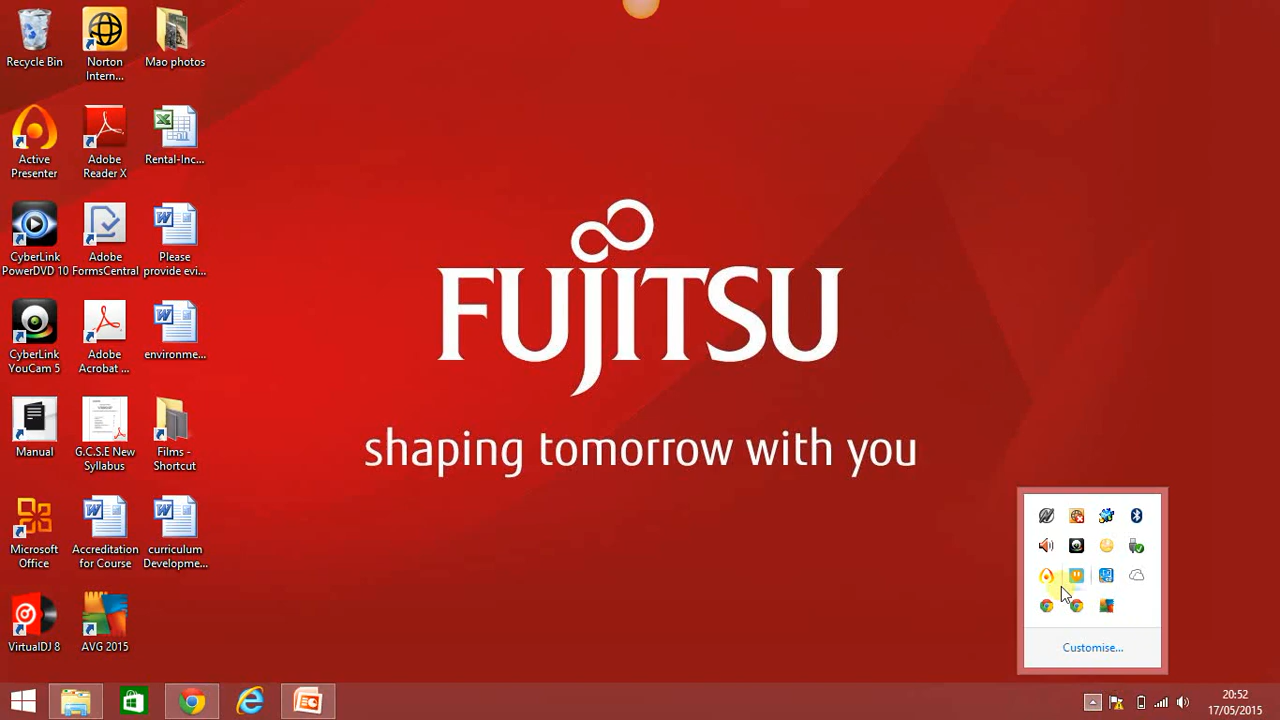 Recycle Bin
Norton
Intern...
Mao photos
Active
Presenter
Adobe
Reader X
Rental-Inc...
CyberLink
PowerDVD 10
Adobe
FormsCentral
Please
provide evi...
CyberLink
YouCam 5
Adobe
Acrobat ...
environme...
Manual
G.C.S.E New
Syllabus
Films -
Shortcut
Microsoft
Office
Accreditation
for Course
curriculum
Developme...
VirtualDJ 8
AVG 2015
FUJITSU
shaping tomorrow with you
Customise...
20:52
17/05/2015